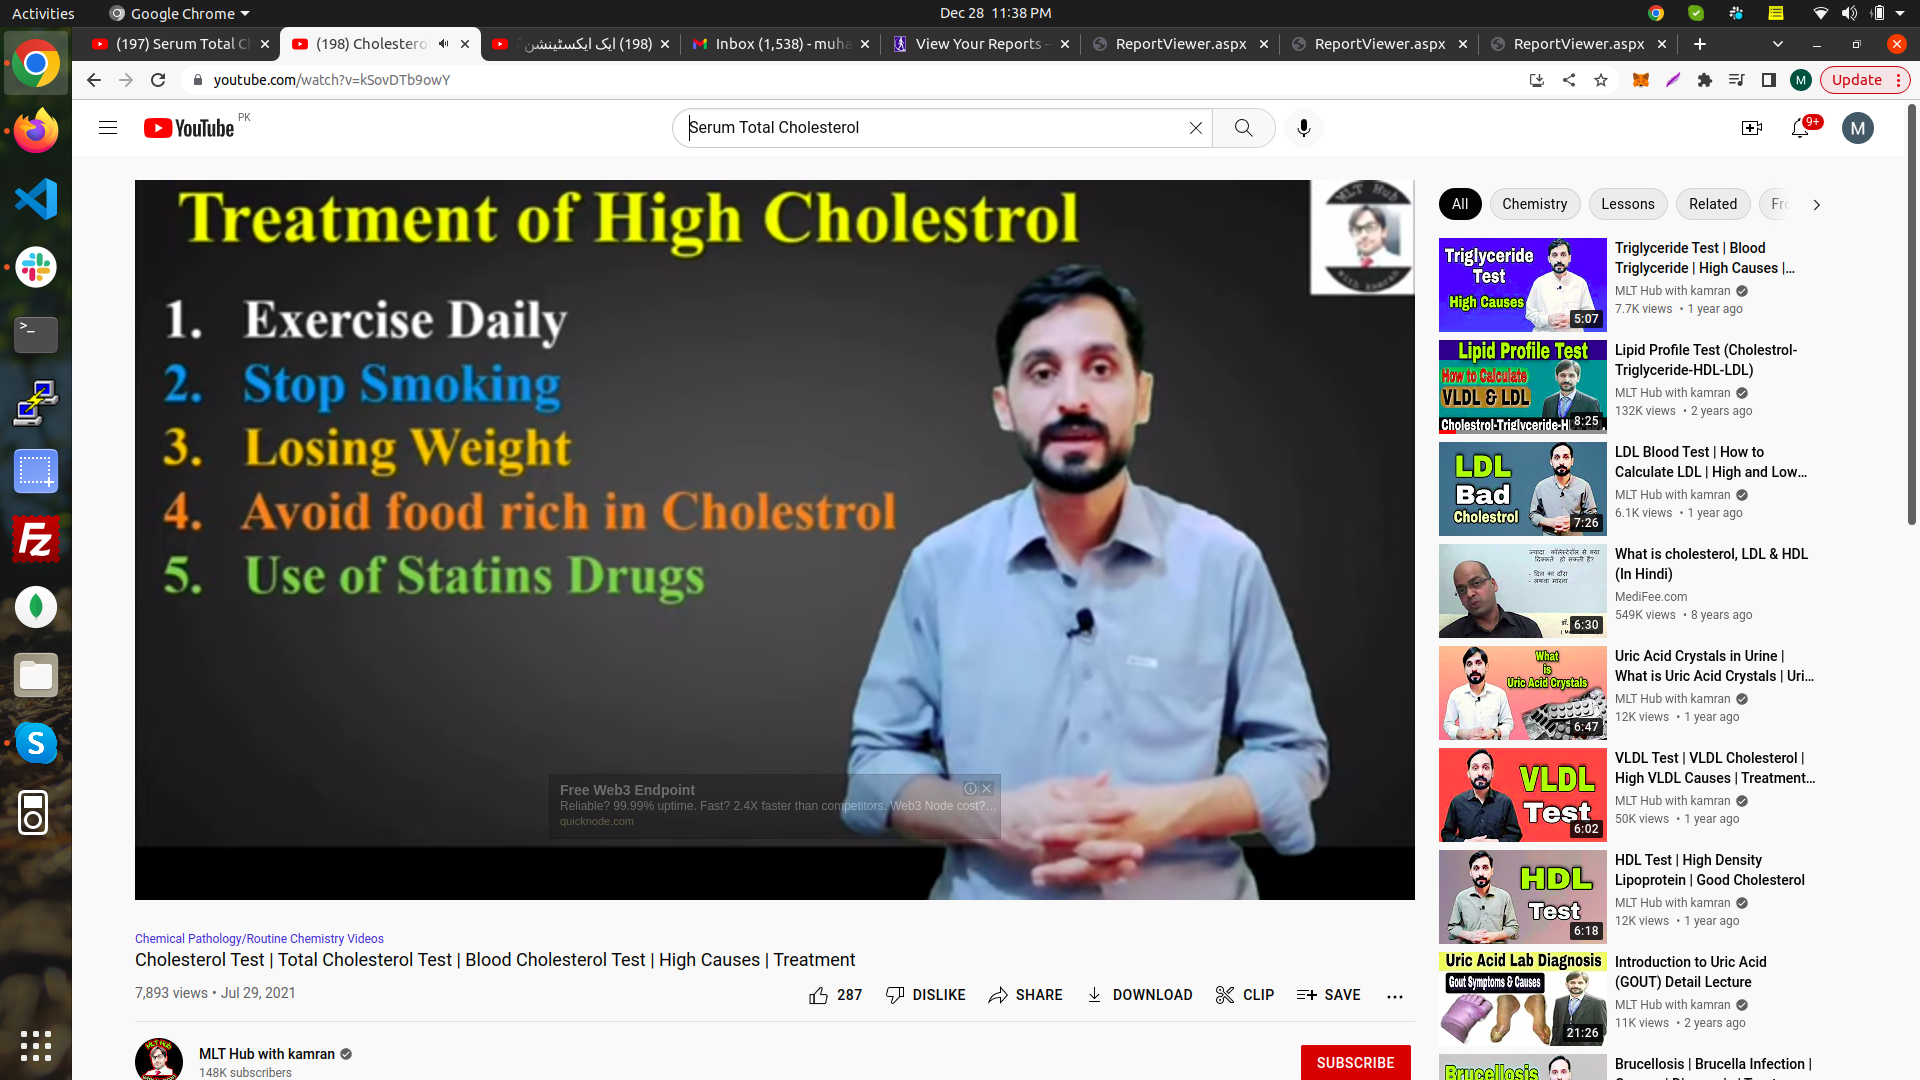 Activities
Google Chrome
Dec 28 11:38 PM
(197) Serum Total C
(198) Cholestero
(198) ایک ایکسٹینشن
Inbox (1,538) - muha
View Your Reports -
ReportViewer.aspx
ReportViewer.aspx
ReportViewer.aspx
youtube.com/watch?v=kSovDTb9owY
M
Update
YouTube PK
Serum Total Cholesterol
9+
M
Treatment of High Cholestrol
MLT Hub
with kamran
1. Exercise Daily
2. Stop Smoking
3. Losing Weight
4. Avoid food rich in Cholestrol
5. Use of Statins Drugs
Free Web3 Endpoint
Reliable? 99.99% uptime. Fast? 2.4X faster than competitors. Web3 Node cost?...
quicknode.com
Chemical Pathology/Routine Chemistry Videos
Cholesterol Test | Total Cholesterol Test | Blood Cholesterol Test | High Causes | Treatment
7,893 views • Jul 29, 2021
287 DISLIKE SHARE DOWNLOAD CLIP SAVE
MLT Hub with kamran
148K subscribers
SUBSCRIBE
All Chemistry Lessons Related Fro
Triglyceride
Test
High Causes
5:07
Triglyceride Test | Blood
Triglyceride | High Causes |...
MLT Hub with kamran
7.7K views • 1 year ago
Lipid Profile Test
How to Calculate
VLDL & LDL
Cholestrol-Triglyceride-H
8:25
Lipid Profile Test (Cholestrol-
Triglyceride-HDL-LDL)
MLT Hub with kamran
132K views • 2 years ago
LDL
Bad
Cholestrol
7:26
LDL Blood Test | How to
Calculate LDL | High and Low...
MLT Hub with kamran
6.1K views • 1 year ago
ज्यादा कोलेस्टेरॉल से क्या
दिक्कतें हो सकती हैं?
- दिल का दौरा
- लकवा मारना
6:30
What is cholesterol, LDL & HDL
(In Hindi)
MediFee.com
549K views • 8 years ago
What
is
Uric Acid Crystals
6:47
Uric Acid Crystals in Urine |
What is Uric Acid Crystals | Uri...
MLT Hub with kamran
12K views • 1 year ago
VLDL
Test
6:02
VLDL Test | VLDL Cholesterol |
High VLDL Causes | Treatment...
MLT Hub with kamran
50K views • 1 year ago
HDL
Test
6:18
HDL Test | High Density
Lipoprotein | Good Cholesterol
MLT Hub with kamran
12K views • 1 year ago
Uric Acid Lab Diagnosis
Gout Symptoms & Causes
21:26
Introduction to Uric Acid
(GOUT) Detail Lecture
MLT Hub with kamran
11K views • 2 years ago
Brucellosis
Brucellosis | Brucella Infection |